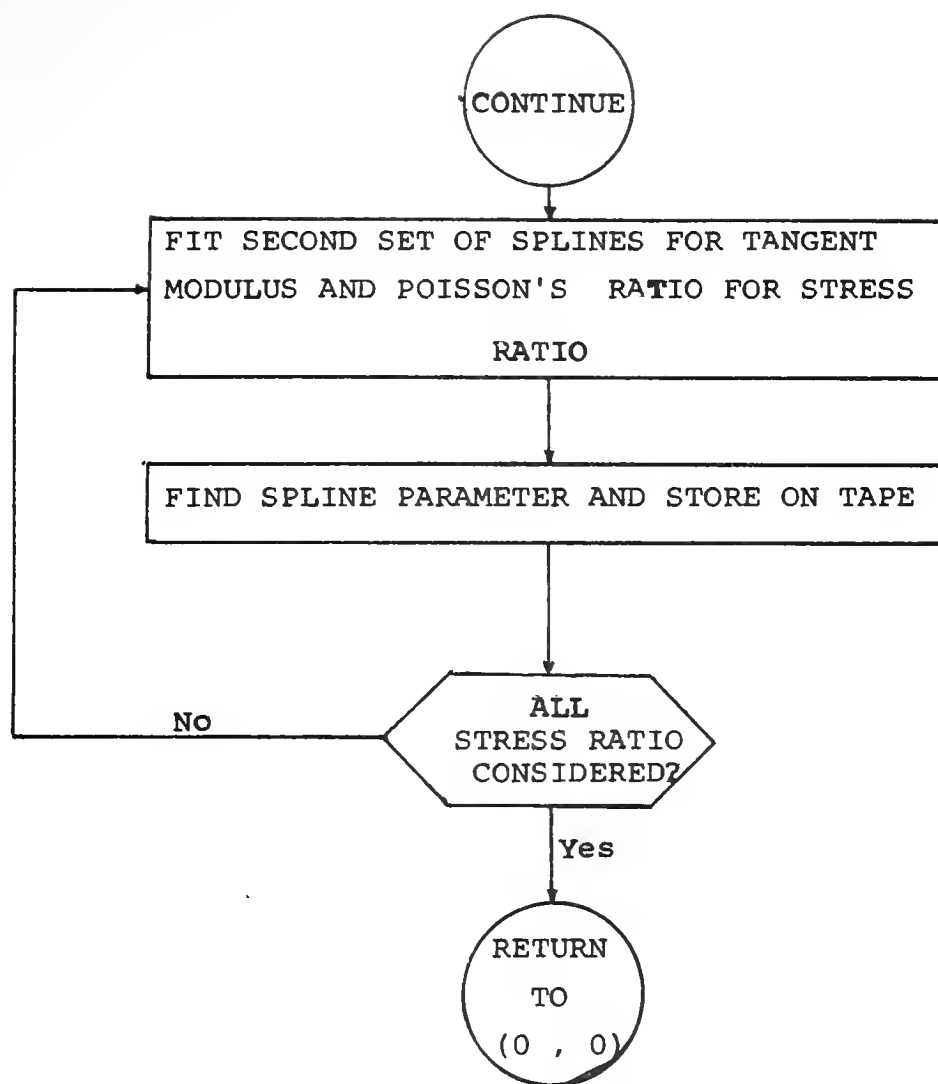 CONTINUE
FIT SECOND SET OF SPLINES FOR TANGENT
MODULUS AND POISSON'S RATIO FOR STRESS
RATIO
FIND SPLINE PARAMETER AND STORE ON TAPE
ALL
STRESS RATIO
CONSIDERED?
No
Yes
RETURN
TO
(0 , 0)